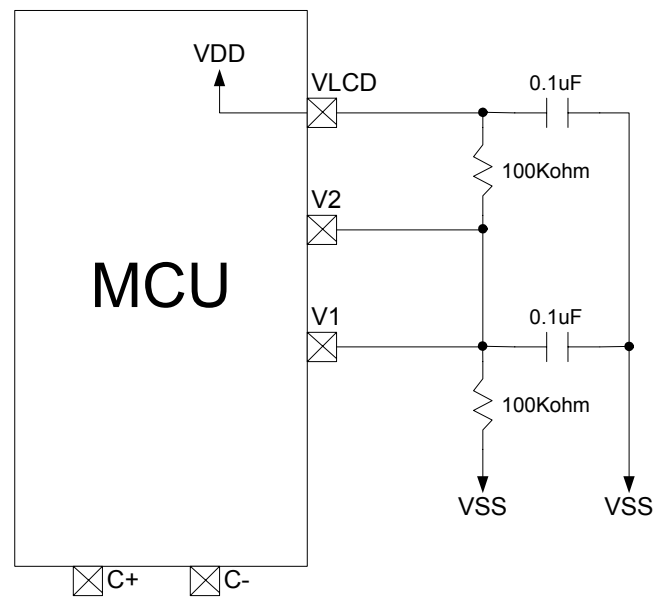 VDD
VLCD
0.1uF
100Kohm
V2
MCU
V1
0.1uF
100Kohm
VSS
VSS
C+
C-